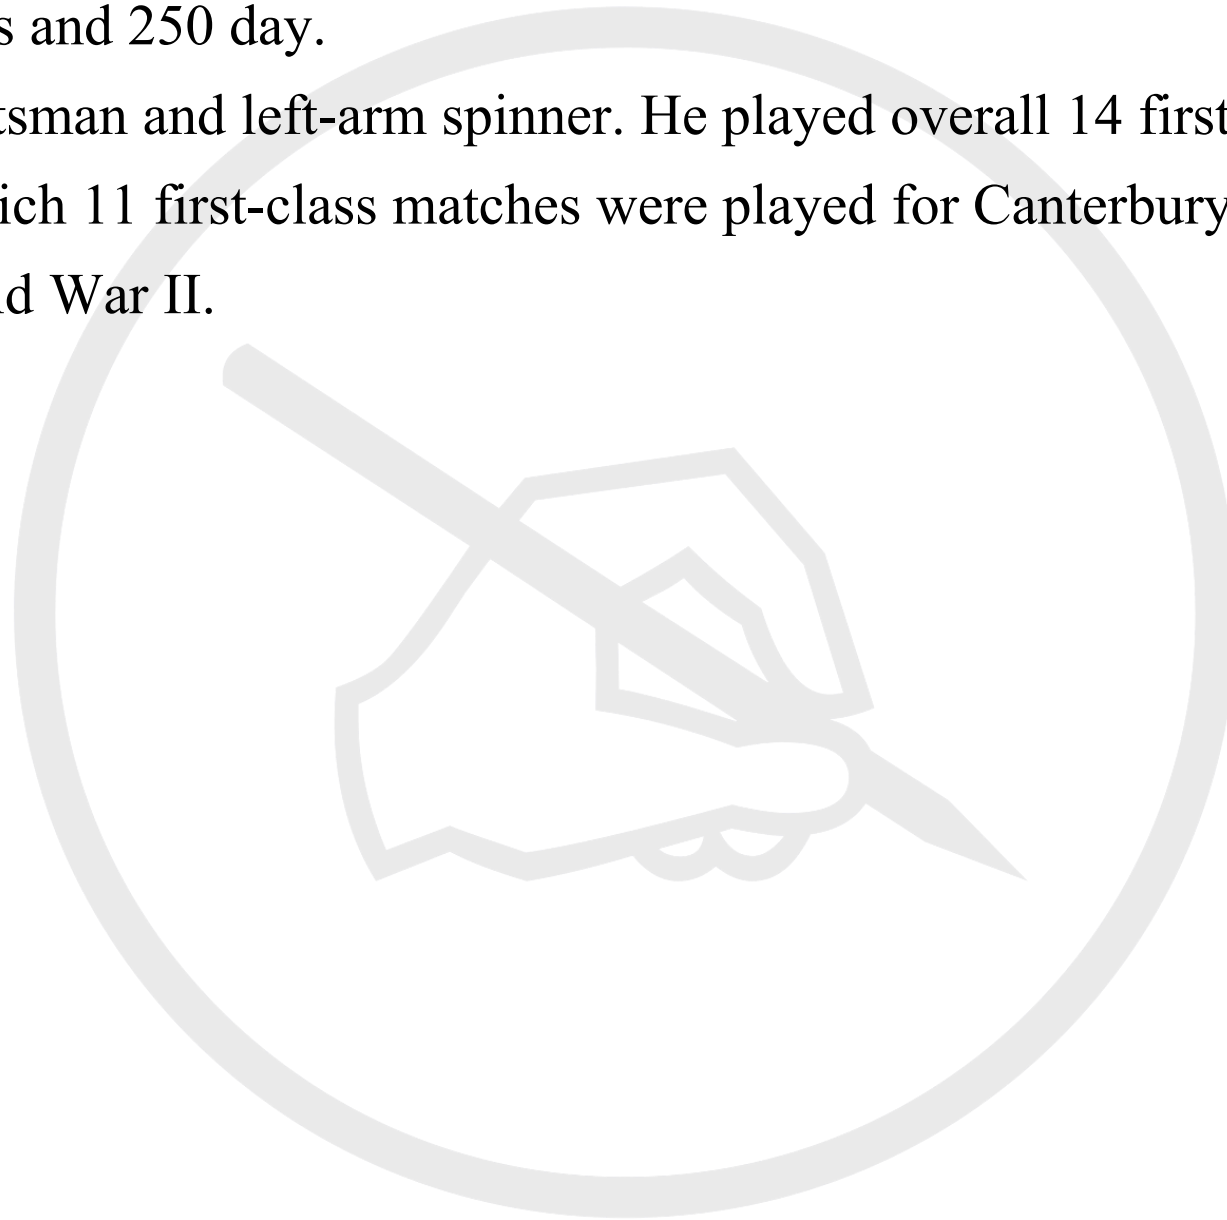 s and 250 day.
tsman and left-arm spinner. He played overall 14 first
ich 11 first-class matches were played for Canterbury
ld War II.